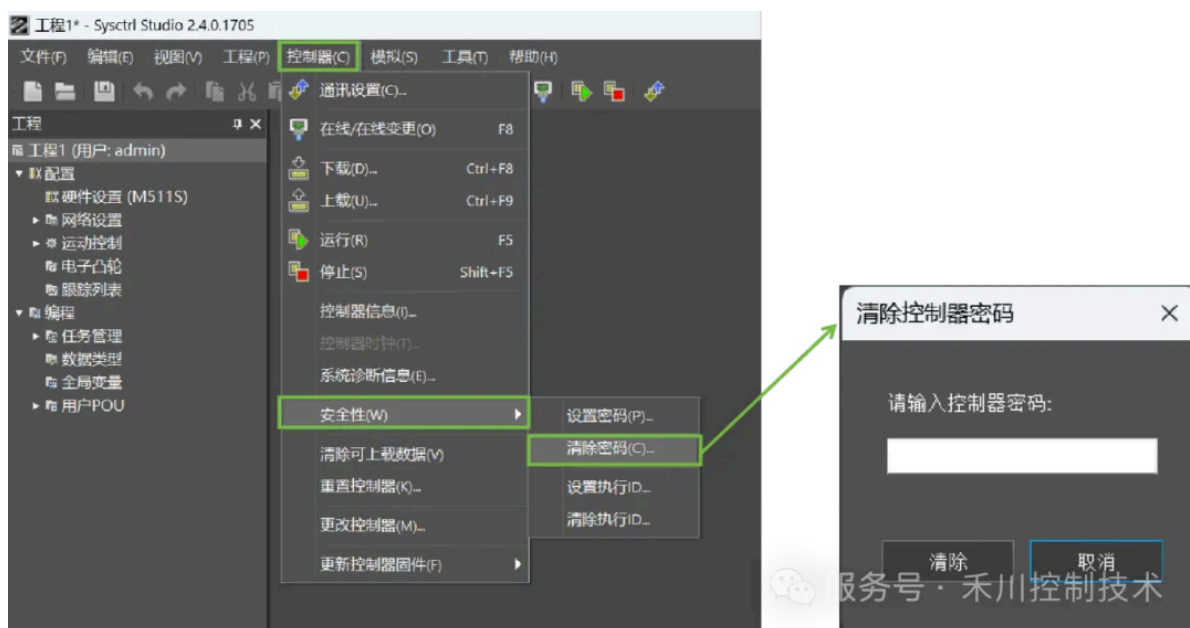 工程1* - Sysctrl Studio 2.4.0.1705
文件(F) 编辑(E) 视图(V) 工程(P) 控制器(C) 模拟(S) 工具(T) 帮助(H)
工程
工程1 (用户: admin)
配置
硬件设置 (M511S)
网络设置
运动控制
电子凸轮
跟踪列表
编程
任务管理
数据类型
全局变量
用户POU
通讯设置(C)...
在线/在线变更(O) F8
下载(D)... Ctrl+F8
上载(U)... Ctrl+F9
运行(R) F5
停止(S) Shift+F5
控制器信息(I)...
控制器时钟(T)...
系统诊断信息(E)...
安全性(W)
清除可上载数据(V)
重置控制器(K)...
更改控制器(M)...
更新控制器固件(F)
设置密码(P)...
清除密码(C)...
设置执行ID...
清除执行ID...
清除控制器密码
请输入控制器密码:
清除 取消
服务号 · 禾川控制技术